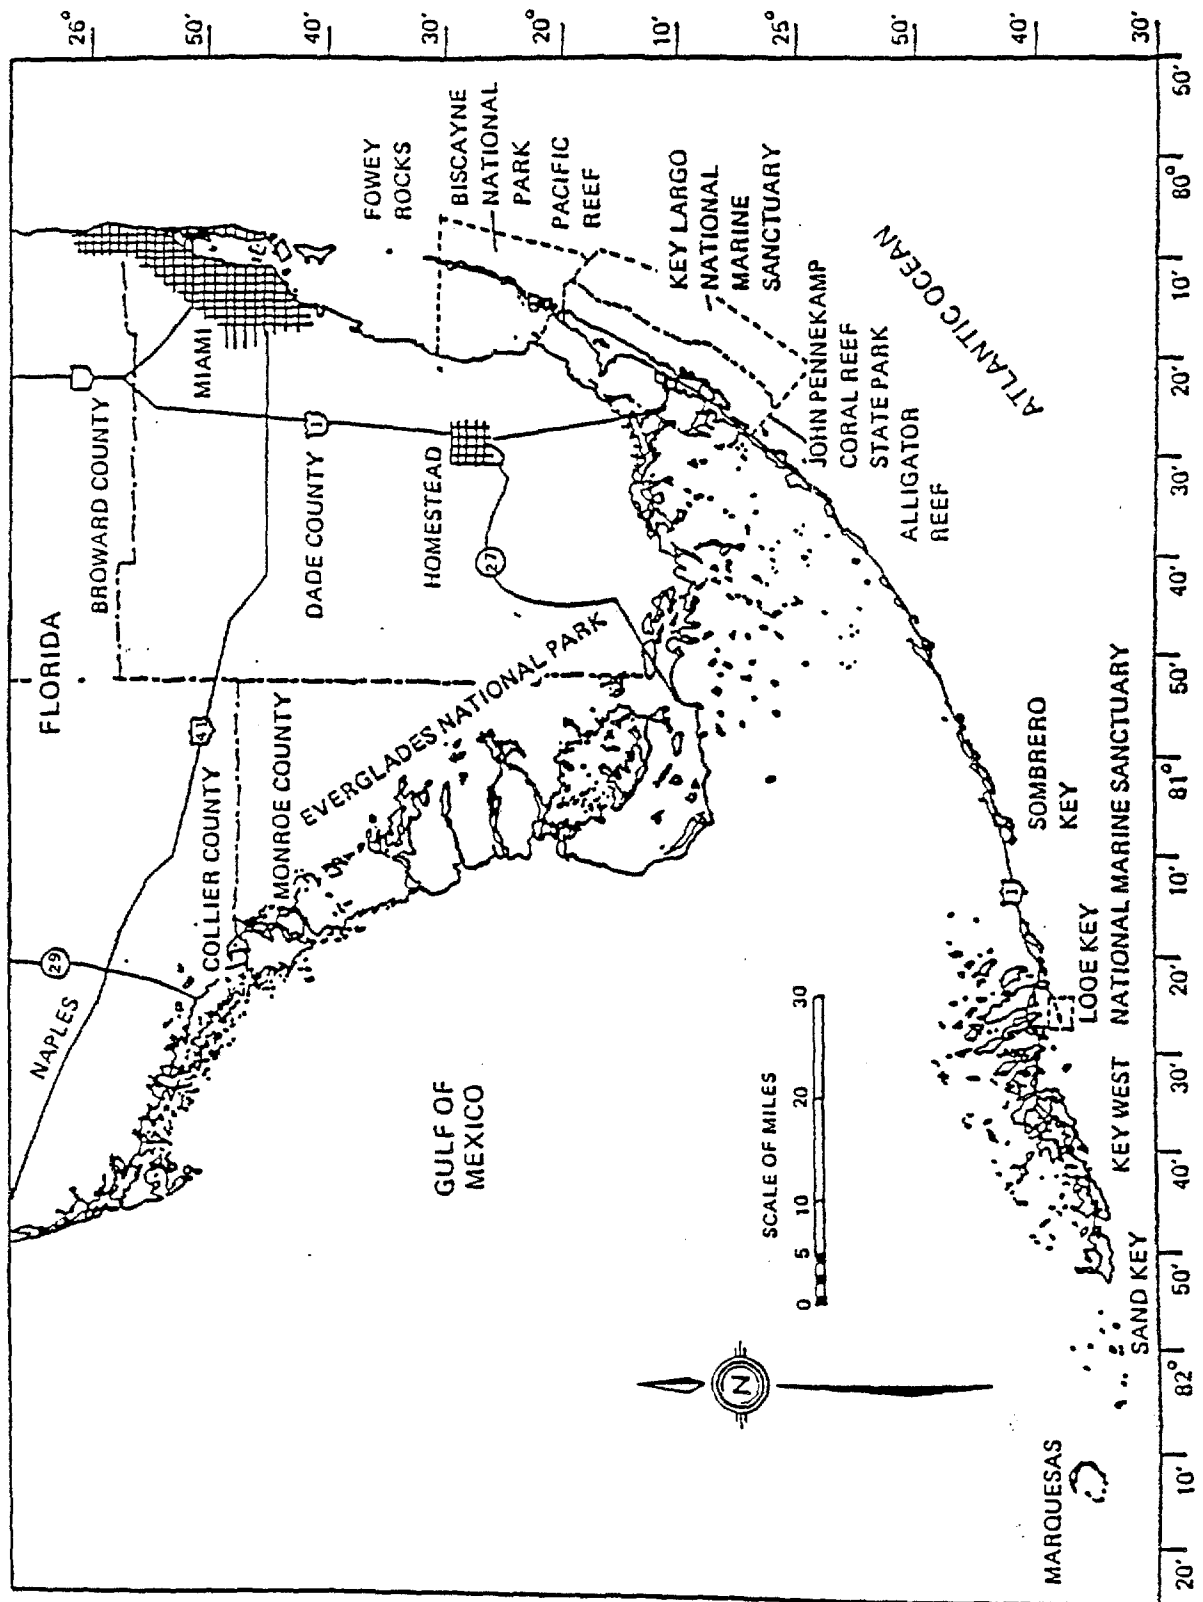 FLORIDA
BROWARD COUNTY
MIAMI
NAPLES
29
41
1
COLLIER COUNTY
MONROE COUNTY
DADE COUNTY
HOMESTEAD
27
EVERGLADES NATIONAL PARK
FOWEY
ROCKS
BISCAYNE
NATIONAL
PARK
PACIFIC
REEF
KEY LARGO
NATIONAL
MARINE
SANCTUARY
JOHN PENNEKAMP
CORAL REEF
STATE PARK
ALLIGATOR
REEF
ATLANTIC OCEAN
GULF OF
MEXICO
SCALE OF MILES
0 5 10 20 30
N
1
SOMBRERO
KEY
LOOE KEY
NATIONAL MARINE SANCTUARY
KEY WEST
SAND KEY
MARQUESAS
26°
50'
40'
30'
20°
10'
25°
50'
40'
30'
20' 10' 82° 50' 40' 30' 20' 10' 81° 50' 40' 30' 20' 10' 80° 50'